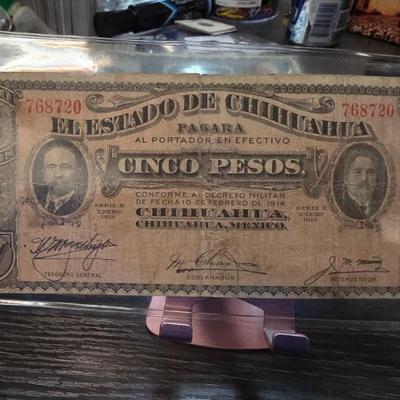 768720 768720
EL ESTADO DE CHIHUAHUA
PAGARA
AL PORTADOR, EN EFECTIVO
CINCO PESOS.
CONFORME AL DECRETO MILITAR
DE FECHA 10 DE FEBRERO DE 1914
SERIE ENERO 1915
SERIE ENERO 1915
CHIHUAHUA,
CHIHUAHUA, MEXICO.
TESORERO GENERAL
GOBERNADOR
INTERVENTOR